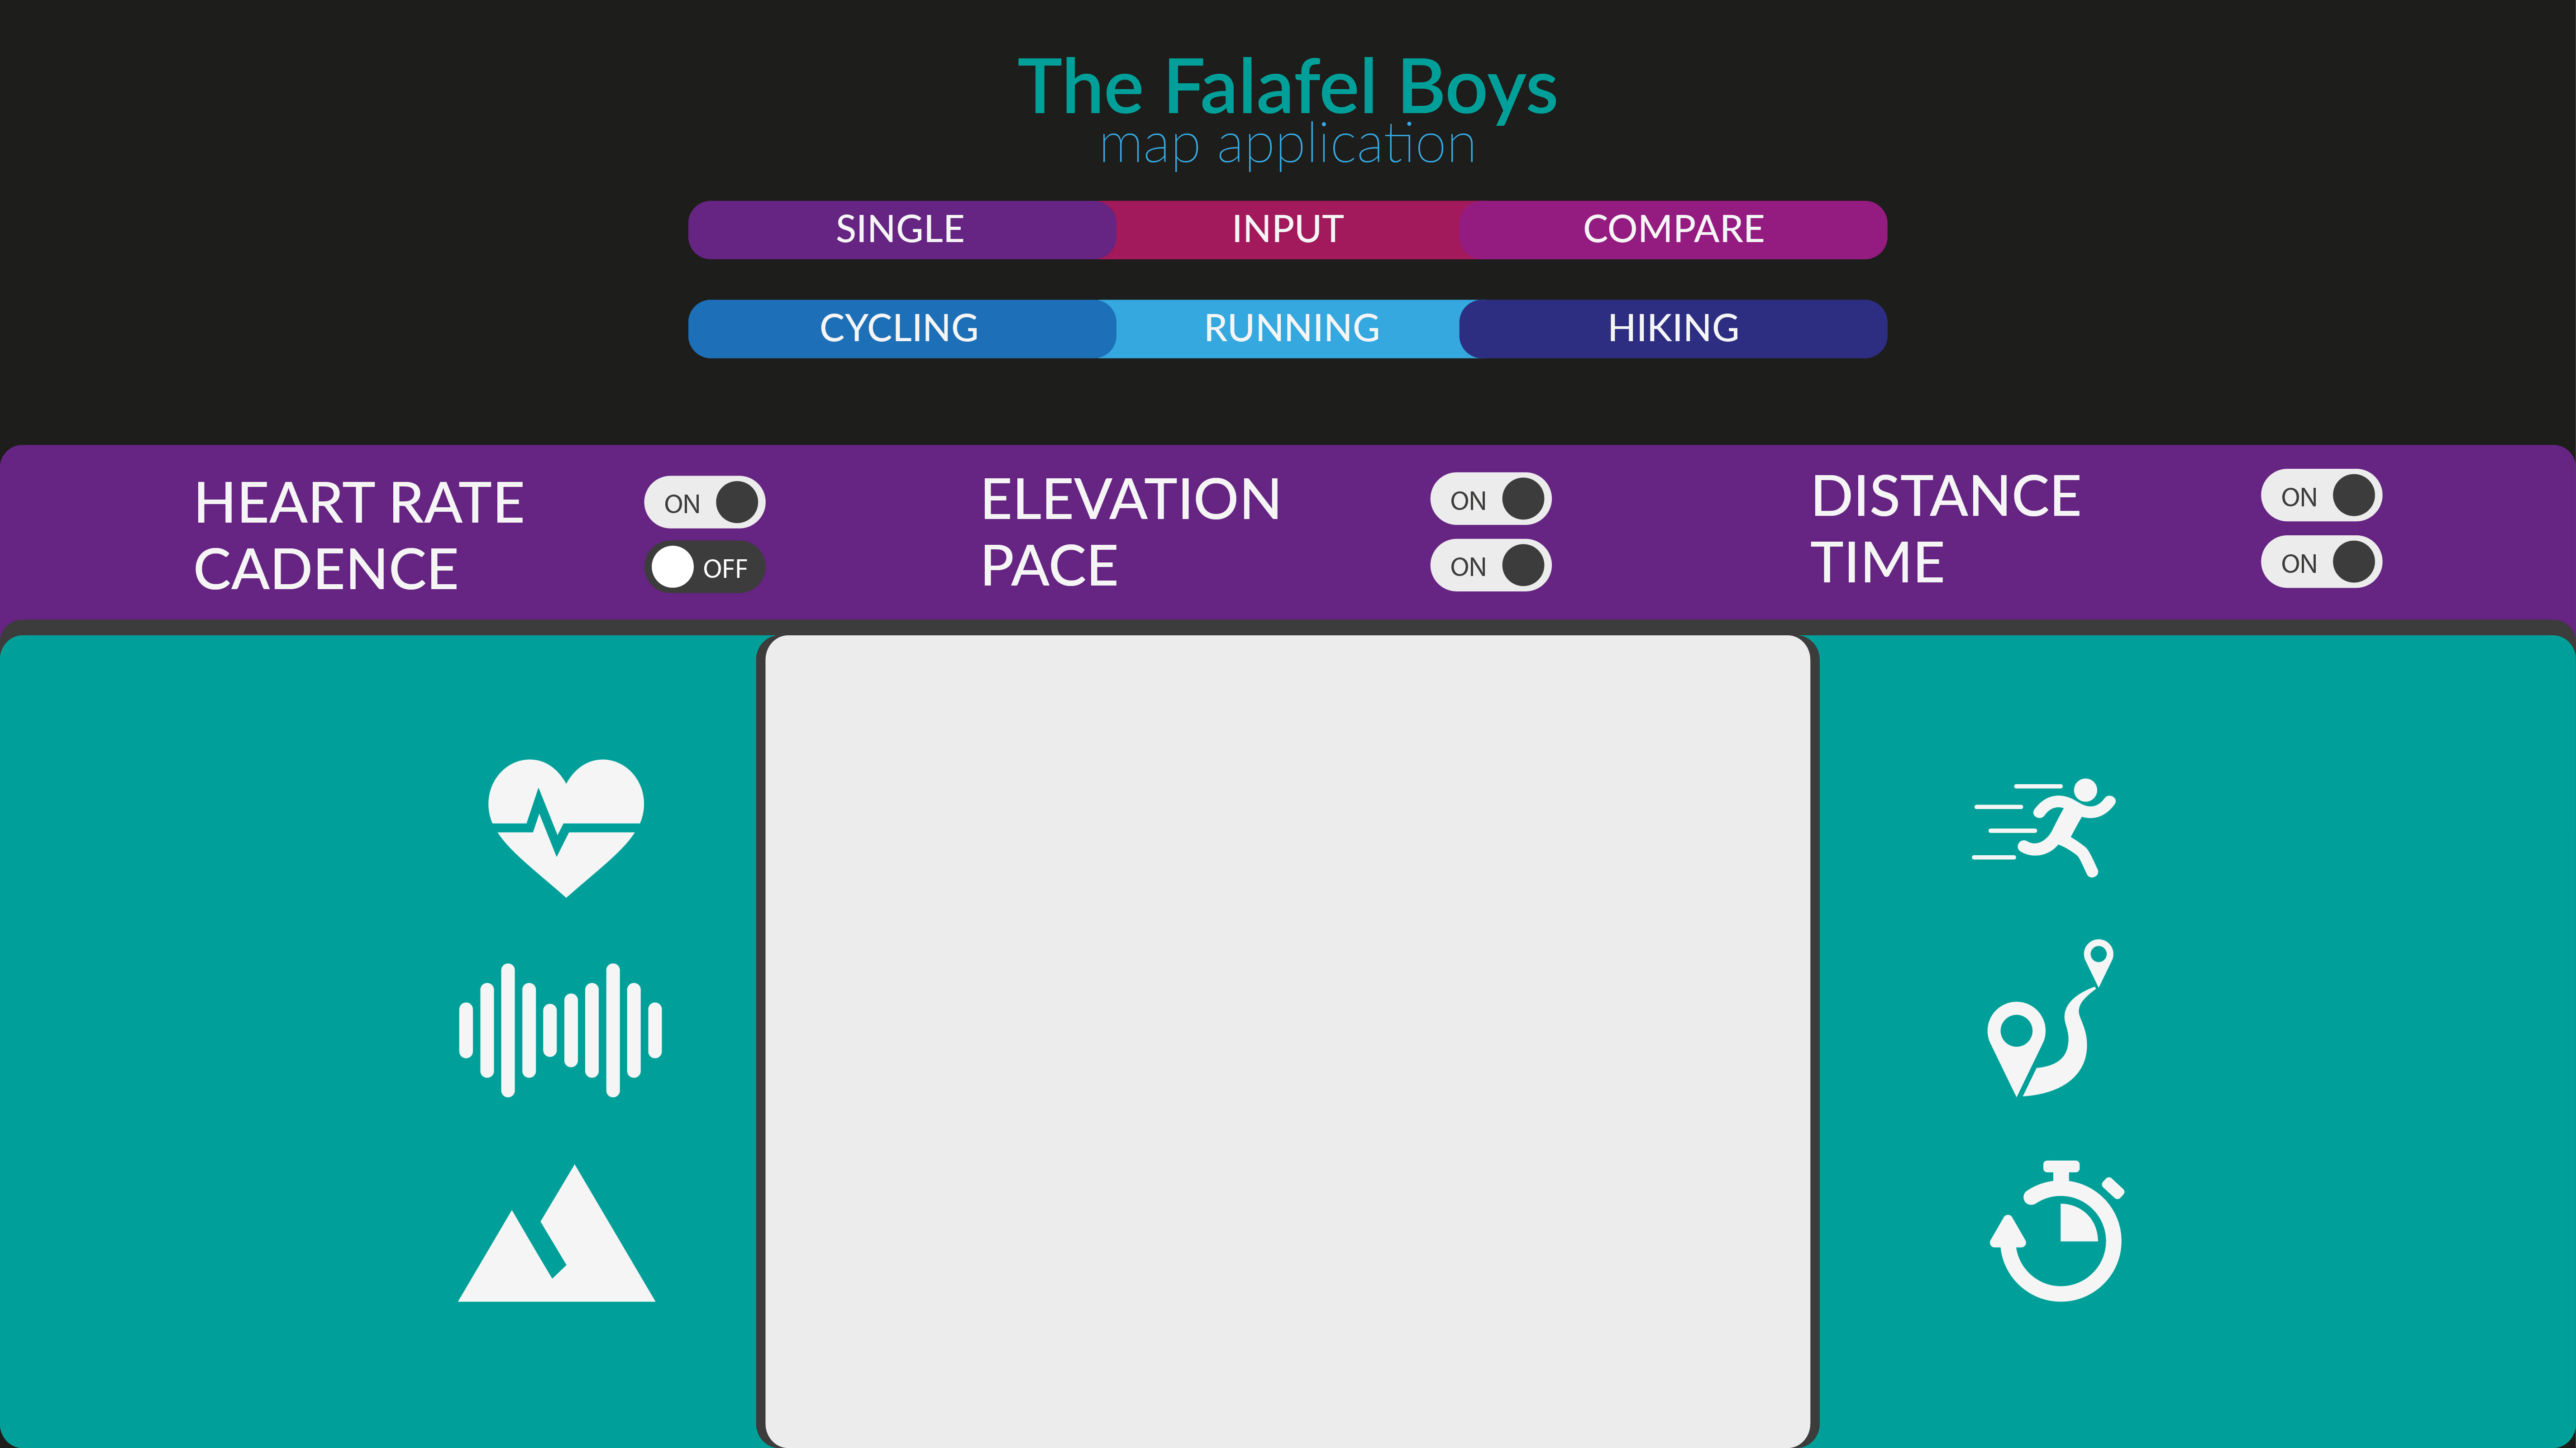 The Falafel Boys
map application
SINGLE INPUT COMPARE
CYCLING RUNNING HIKING
HEART RATE ON ELEVATION ON DISTANCE ON
CADENCE OFF PACE ON TIME ON